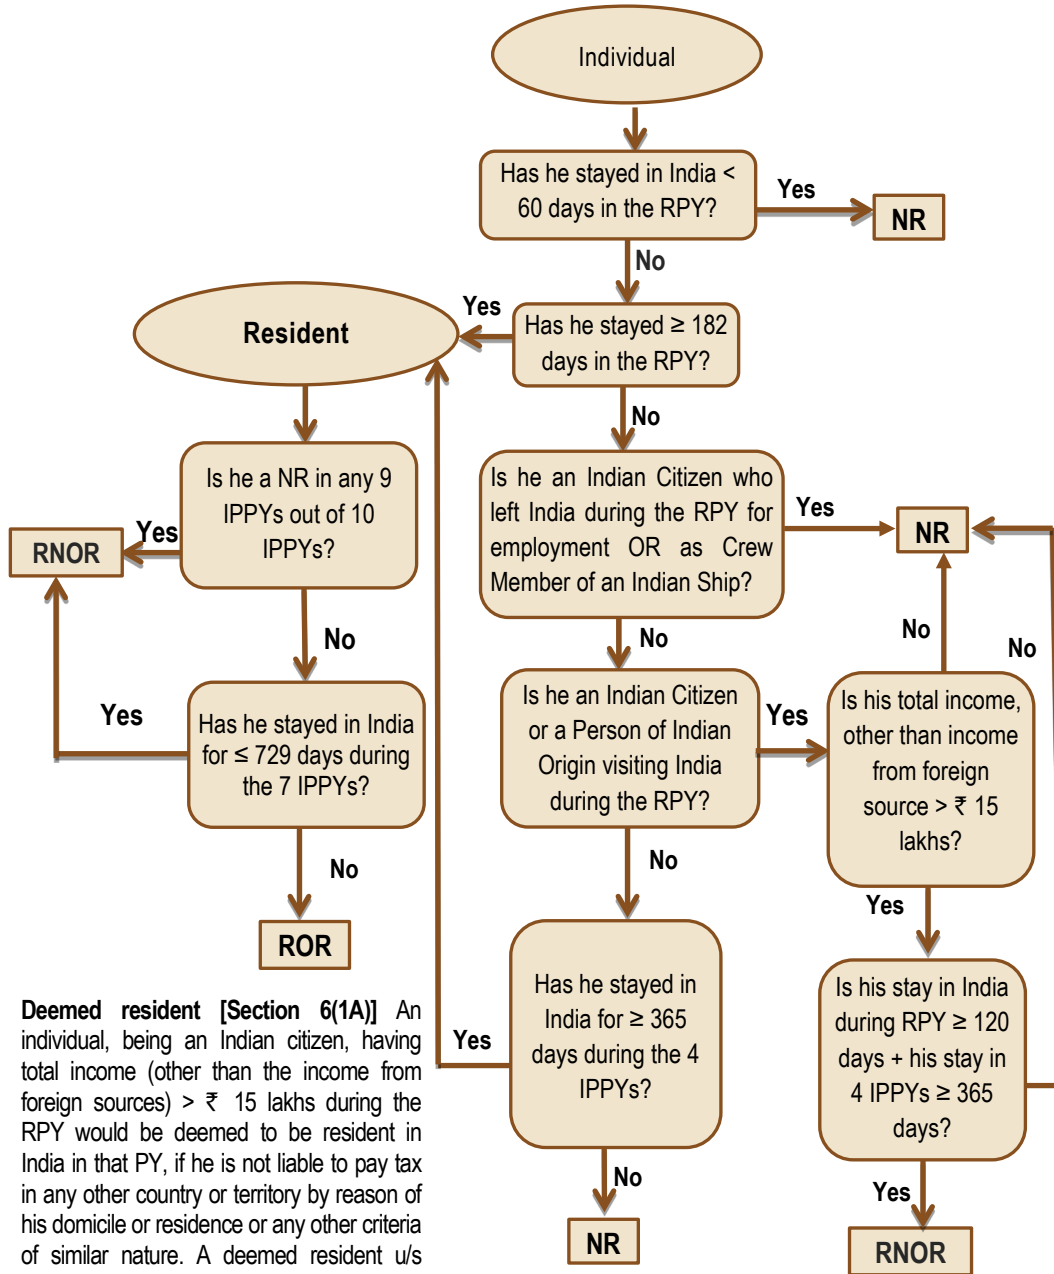 Individual
Has he stayed in India <
60 days in the RPY?
Yes
NR
No
Has he stayed ≥ 182
days in the RPY?
Yes
Resident
No
Is he a NR in any 9
IPPYs out of 10
IPPYs?
Yes
RNOR
No
Has he stayed in India
for ≤ 729 days during
the 7 IPPYs?
Yes
No
ROR
Is he an Indian Citizen who
left India during the RPY for
employment OR as Crew
Member of an Indian Ship?
Yes
NR
No
Is he an Indian Citizen
or a Person of Indian
Origin visiting India
during the RPY?
Yes
Is his total income,
other than income
from foreign
source > ₹ 15
lakhs?
No
No
Yes
No
Has he stayed in
India for ≥ 365
days during the 4
IPPYs?
Yes
No
NR
Is his stay in India
during RPY ≥ 120
days + his stay in
4 IPPYs ≥ 365
days?
Yes
RNOR
Deemed resident [Section 6(1A)] An
individual, being an Indian citizen, having
total income (other than the income from
foreign sources) > ₹ 15 lakhs during the
RPY would be deemed to be resident in
India in that PY, if he is not liable to pay tax
in any other country or territory by reason of
his domicile or residence or any other criteria
of similar nature. A deemed resident u/s